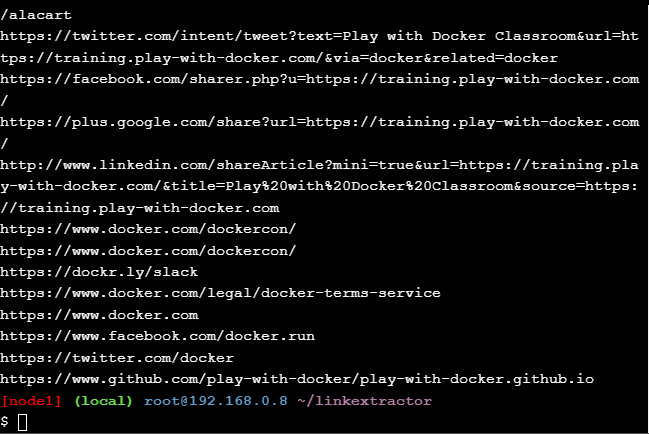 /alacart
https://twitter.com/intent/tweet?text=Play with Docker Classroom&url=ht
tps://training.play-with-docker.com/&via=docker&related=docker
https://facebook.com/sharer.php?u=https://training.play-with-docker.com
/
https://plus.google.com/share?url=https://training.play-with-docker.com
/
http://www.linkedin.com/shareArticle?mini=true&url=https://training.pla
y-with-docker.com/&title=Play%20with%20Docker%20Classroom&source=https:
//training.play-with-docker.com
https://www.docker.com/dockercon/
https://www.docker.com/dockercon/
https://dockr.ly/slack
https://www.docker.com/legal/docker-terms-service
https://www.docker.com
https://www.facebook.com/docker.run
https://twitter.com/docker
https://www.github.com/play-with-docker/play-with-docker.github.io
[node1] (local) root@192.168.0.8 ~/linkextractor
$